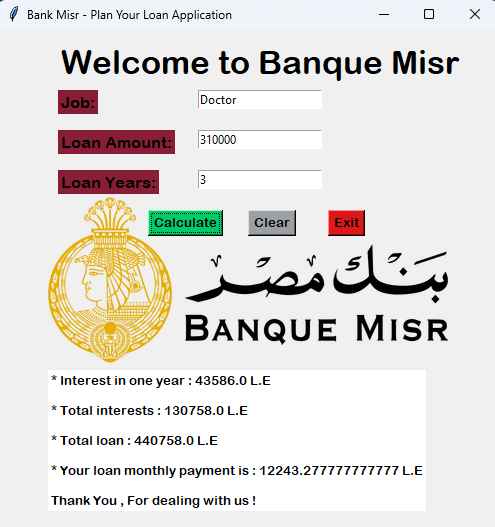 Bank Misr - Plan Your Loan Application
Welcome to Banque Misr
Job: Doctor
Loan Amount: 310000
Loan Years: 3
Calculate Clear Exit
بنك مصر
BANQUE MISR
* Interest in one year : 43586.0 L.E
* Total interests : 130758.0 L.E
* Total loan : 440758.0 L.E
* Your loan monthly payment is : 12243.277777777777 L.E
Thank You , For dealing with us !